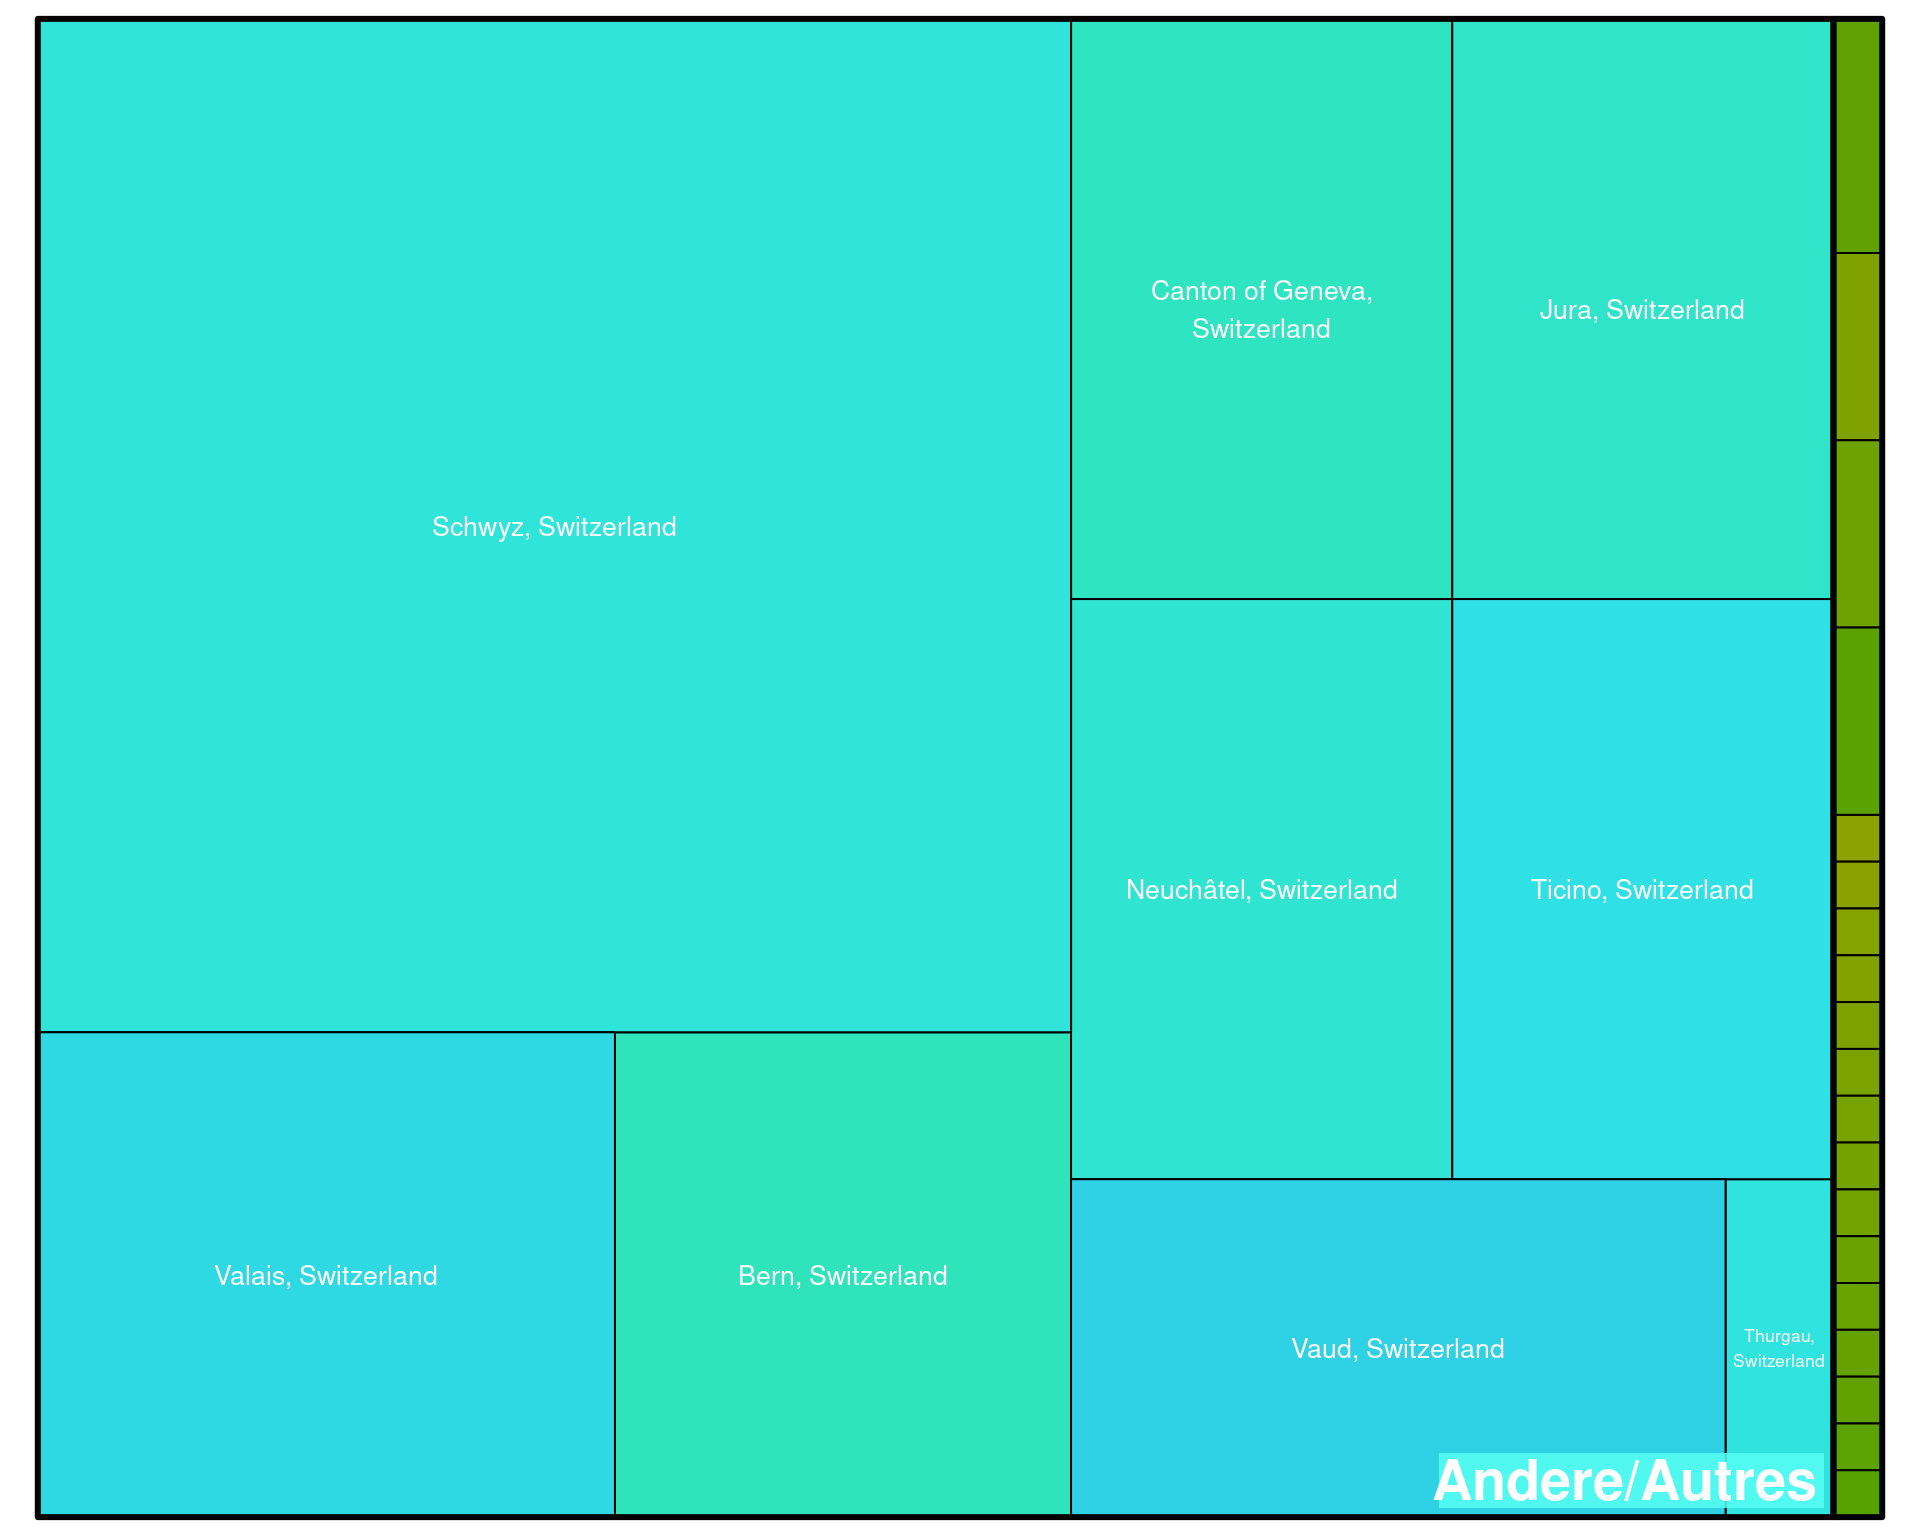 Canton of Geneva,
Switzerland
Jura, Switzerland
Schwyz, Switzerland
Neuchâtel, Switzerland
Ticino, Switzerland
Valais, Switzerland
Bern, Switzerland
Vaud, Switzerland
Thurgau,
Switzerland
Andere/Autres